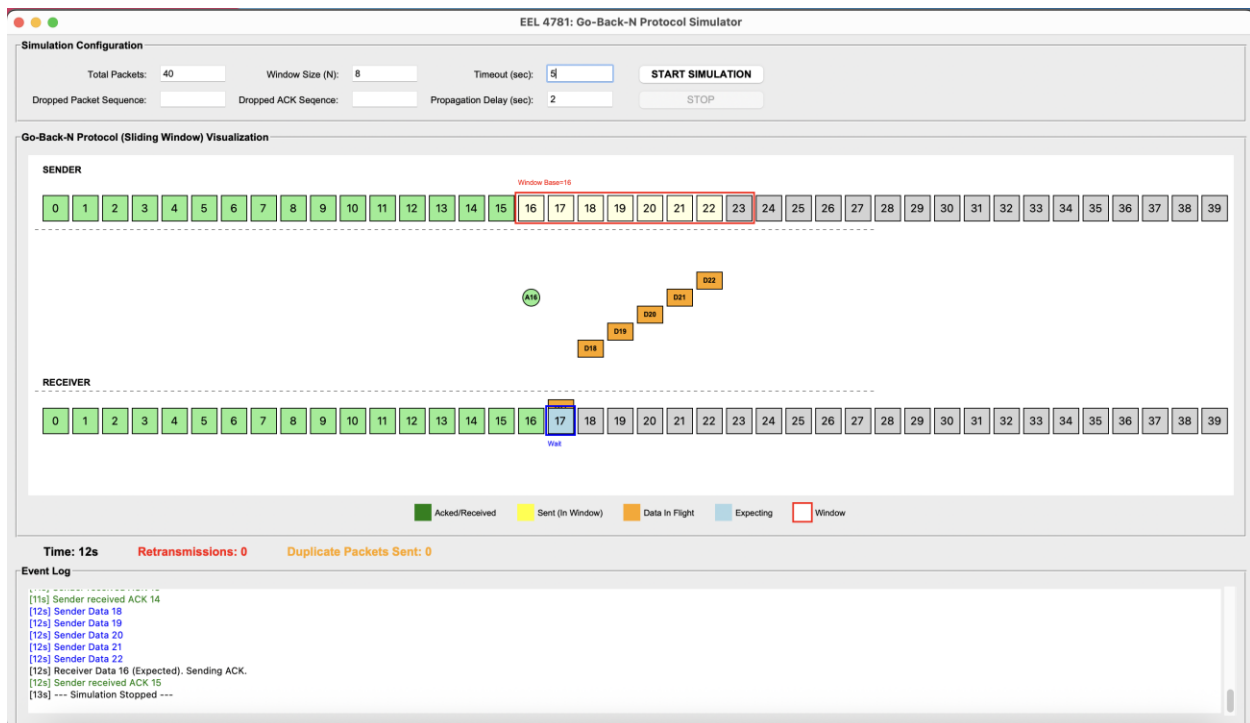 EEL 4781: Go-Back-N Protocol Simulator
Simulation Configuration
Total Packets: 40 Window Size (N): 8 Timeout (sec): 5 START SIMULATION
Dropped Packet Sequence: Dropped ACK Seqence: Propagation Delay (sec): 2 STOP
Go-Back-N Protocol (Sliding Window) Visualization
SENDER
Window Base=16
0 1 2 3 4 5 6 7 8 9 10 11 12 13 14 15 16 17 18 19 20 21 22 23 24 25 26 27 28 29 30 31 32 33 34 35 36 37 38 39
D22
A16 D21
D20
D19
D18
RECEIVER
0 1 2 3 4 5 6 7 8 9 10 11 12 13 14 15 16 17 18 19 20 21 22 23 24 25 26 27 28 29 30 31 32 33 34 35 36 37 38 39
Wait
Acked/Received Sent (In Window) Data In Flight Expecting Window
Time: 12s Retransmissions: 0 Duplicate Packets Sent: 0
Event Log
[11s] Sender received ACK 14
[12s] Sender Data 18
[12s] Sender Data 19
[12s] Sender Data 20
[12s] Sender Data 21
[12s] Sender Data 22
[12s] Receiver Data 16 (Expected). Sending ACK.
[12s] Sender received ACK 15
[13s] --- Simulation Stopped ---